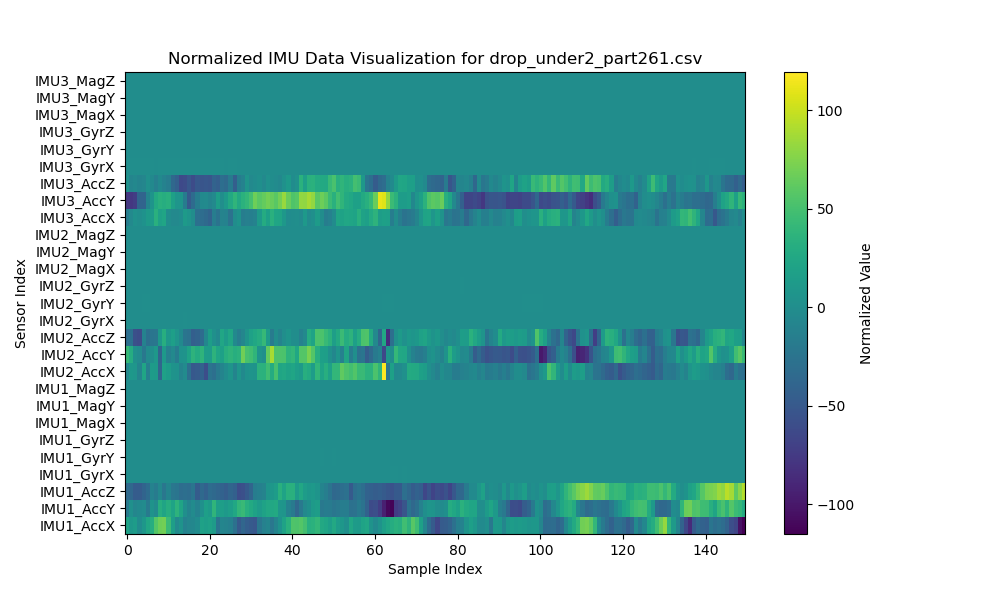 Normalized IMU Data Visualization for drop_under2_part261.csv
IMU3_MagZ
IMU3_MagY
IMU3_MagX
IMU3_GyrZ
IMU3_GyrY
IMU3_GyrX
IMU3_AccZ
IMU3_AccY
IMU3_AccX
IMU2_MagZ
IMU2_MagY
IMU2_MagX
IMU2_GyrZ
IMU2_GyrY
IMU2_GyrX
IMU2_AccZ
IMU2_AccY
IMU2_AccX
IMU1_MagZ
IMU1_MagY
IMU1_MagX
IMU1_GyrZ
IMU1_GyrY
IMU1_GyrX
IMU1_AccZ
IMU1_AccY
IMU1_AccX
Sensor Index
0 20 40 60 80 100 120 140
Sample Index
100
50
0
−50
−100
Normalized Value